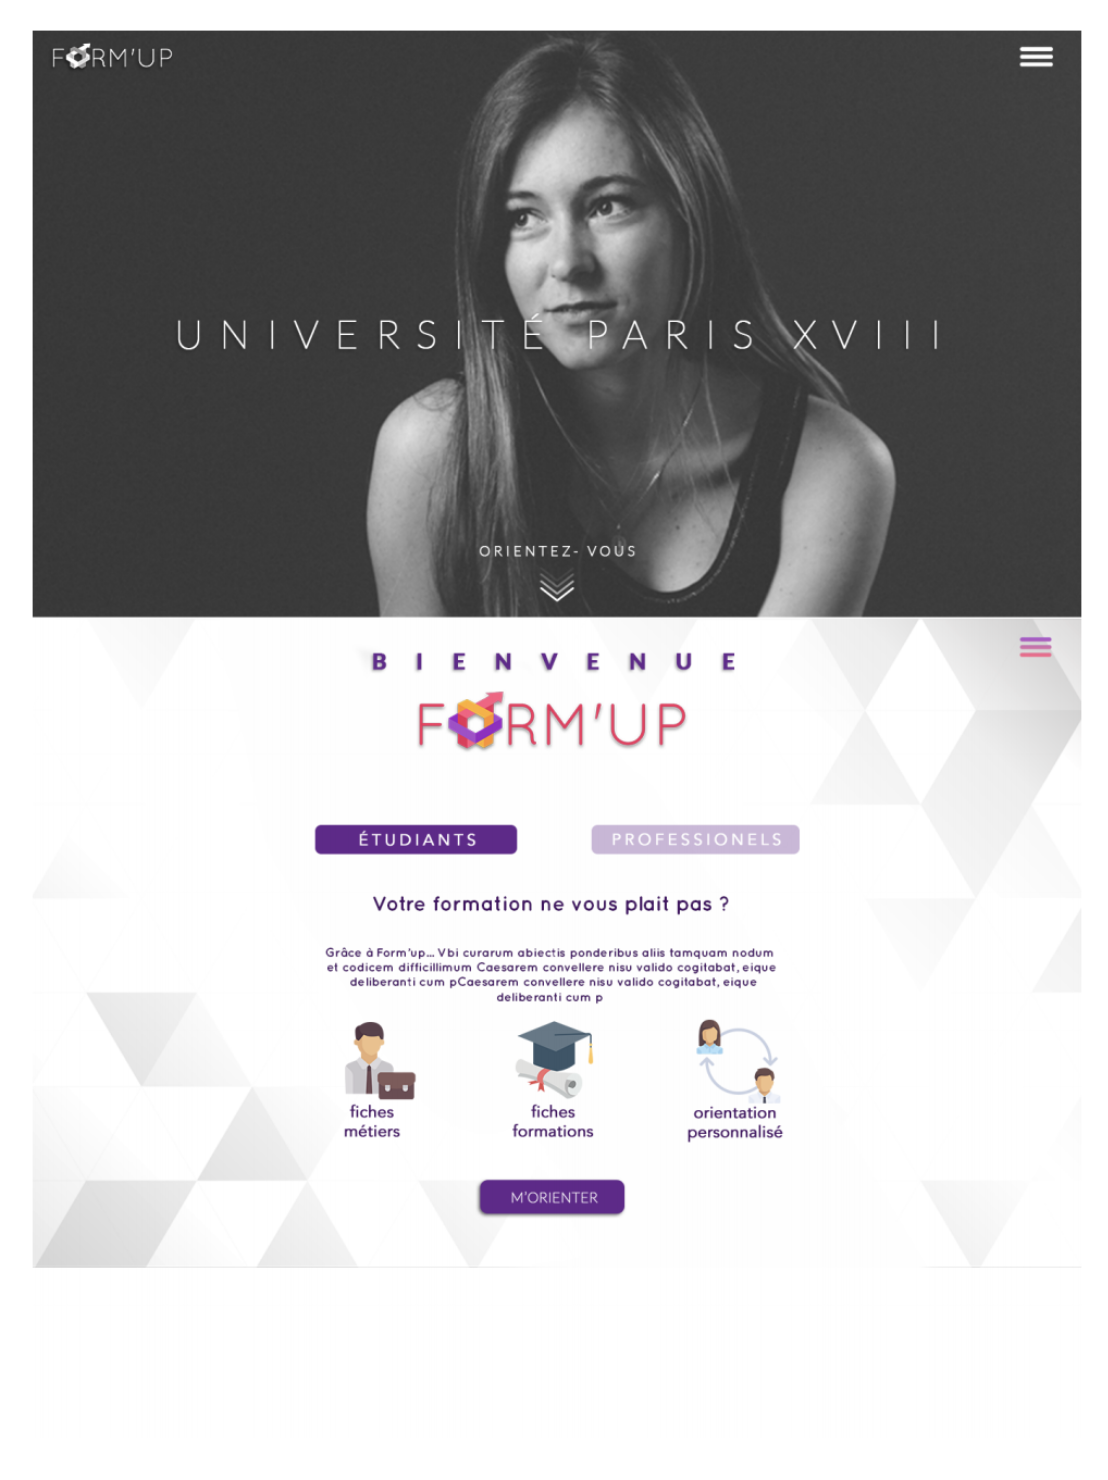 FORM'UP
UNIVERSITÉ PARIS XVIII
ORIENTEZ- VOUS
BIENVENUE
FORM'UP
ÉTUDIANTS
PROFESSIONELS
Votre formation ne vous plait pas ?
Grâce à Form'up... Vbi curarum abiectis ponderibus aliis tamquam nodum
et codicem difficillimum Caesarem convellere nisu valido cogitabat, eique
deliberanti cum pCaesarem convellere nisu valido cogitabat, eique
deliberanti cum p
fiches
métiers
fiches
formations
orientation
personnalisé
M'ORIENTER